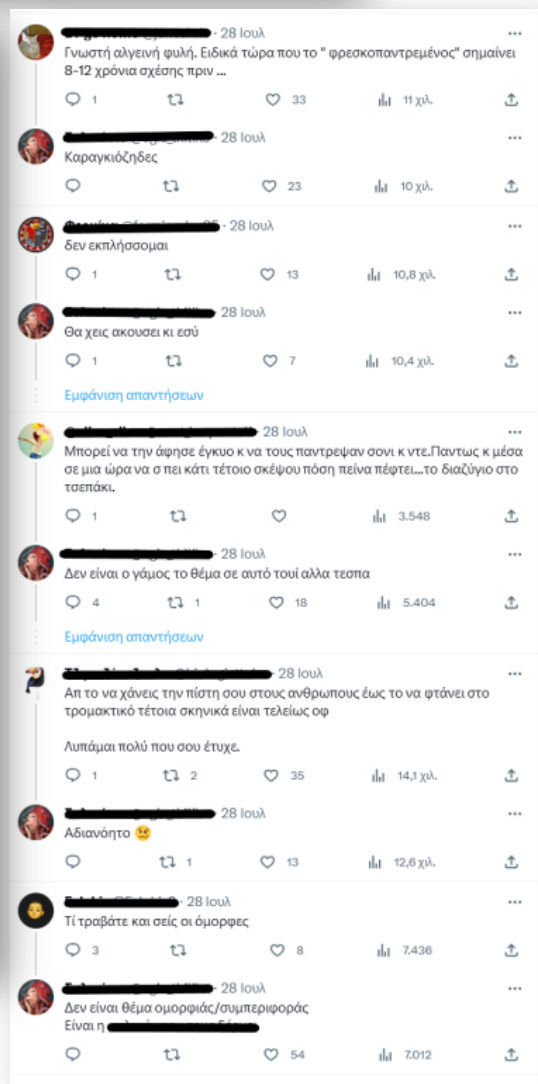 · 28 Ιουλ
Γνωστή αλγεινή φυλή. Ειδικά τώρα που το " φρεσκοπαντρεμένος" σημαίνει
8-12 χρόνια σχέσης πριν ...
1 33 11 χιλ.
· 28 Ιουλ
Καραγκιόζηδες
23 10 χιλ.
· 28 Ιουλ
δεν εκπλήσσομαι
1 13 10,8 χιλ.
· 28 Ιουλ
Θα χεις ακουσει κι εσύ
1 7 10,4 χιλ.
Εμφάνιση απαντήσεων
· 28 Ιουλ
Μπορεί να την άφησε έγκυο κ να τους παντρεψαν σονι κ ντε.Παντως κ μέσα
σε μια ώρα να σ πει κάτι τέτοιο σκέψου πόση πείνα πέφτει...το διαζύγιο στο
τσεπάκι.
1 3.548
· 28 Ιουλ
Δεν είναι ο γάμος το θέμα σε αυτό τουί αλλα τεσπα
4 1 18 5.404
Εμφάνιση απαντήσεων
· 28 Ιουλ
Απ το να χάνεις την πίστη σου στους ανθρωπους έως το να φτάνει στο
τρομακτικό τέτοια σκηνικά είναι τελείως οφ
Λυπάμαι πολύ που σου έτυχε.
1 2 35 14,1 χιλ.
· 28 Ιουλ
Αδιανόητο 🤕
1 13 12,6 χιλ.
· 28 Ιουλ
Τί τραβάτε και σείς οι όμορφες
3 8 7.436
· 28 Ιουλ
Δεν είναι θέμα ομορφιάς/συμπεριφοράς
Είναι η
54 7.012